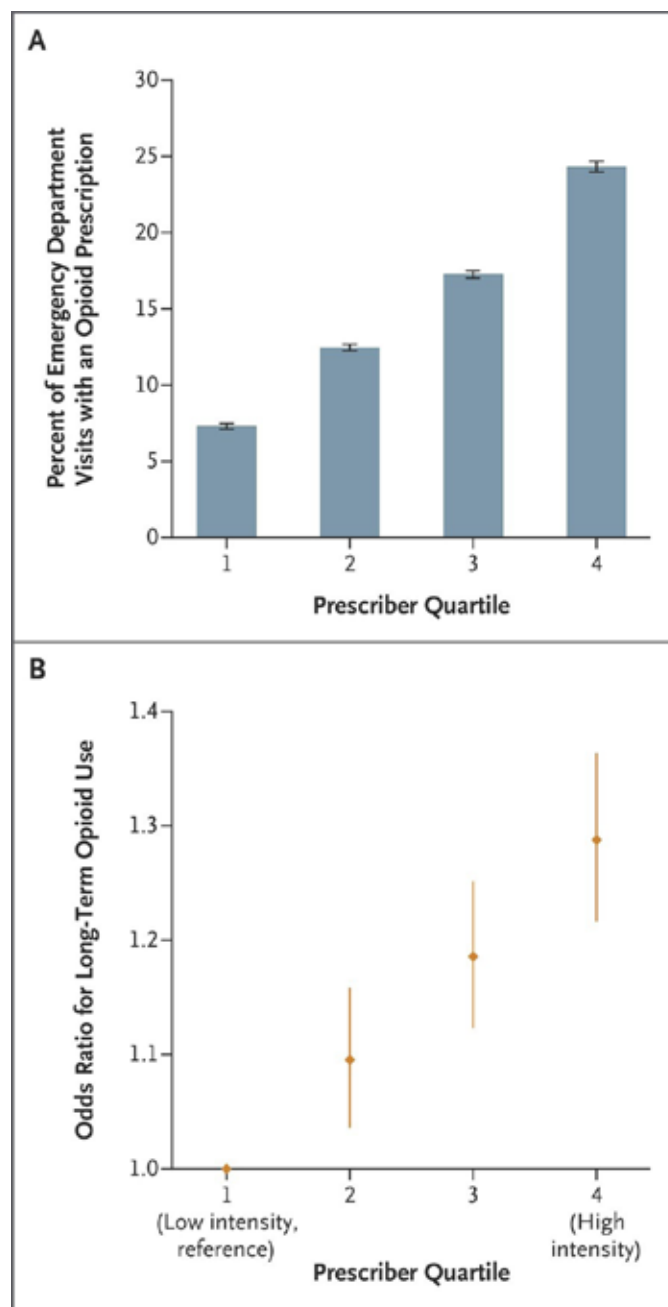 A
Percent of Emergency Department
Visits with an Opioid Prescription
30
25
20
15
10
5
0
1
2
3
4
Prescriber Quartile
B
Odds Ratio for Long-Term Opioid Use
1.4
1.3
1.2
1.1
1.0
1
(Low intensity,
reference)
2
3
4
(High
intensity)
Prescriber Quartile